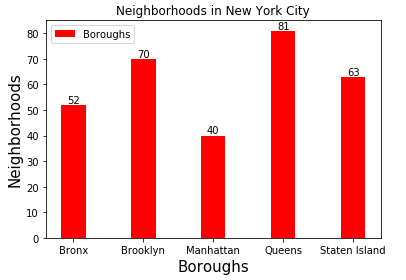 Neighborhoods in New York City
Boroughs
Neighborhoods
80
70
60
50
40
30
20
10
0
52
70
40
81
63
Bronx
Brooklyn
Manhattan
Queens
Staten Island
Boroughs